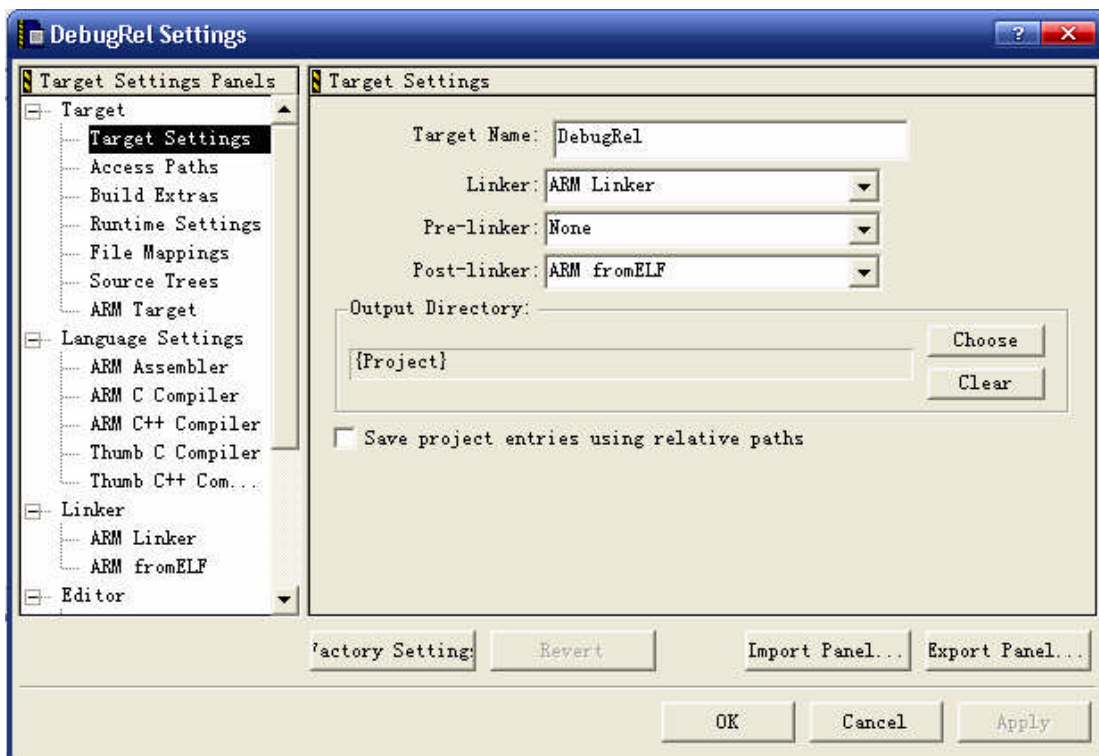 DebugRel Settings
Target Settings Panels
Target
Target Settings
Access Paths
Build Extras
Runtime Settings
File Mappings
Source Trees
ARM Target
Language Settings
ARM Assembler
ARM C Compiler
ARM C++ Compiler
Thumb C Compiler
Thumb C++ Com...
Linker
ARM Linker
ARM fromELF
Editor
Target Settings
Target Name: DebugRel
Linker: ARM Linker
Pre-linker: None
Post-linker: ARM fromELF
Output Directory:
{Project}
Choose
Clear
Save project entries using relative paths
Factory Settings
Revert
Import Panel...
Export Panel...
OK
Cancel
Apply